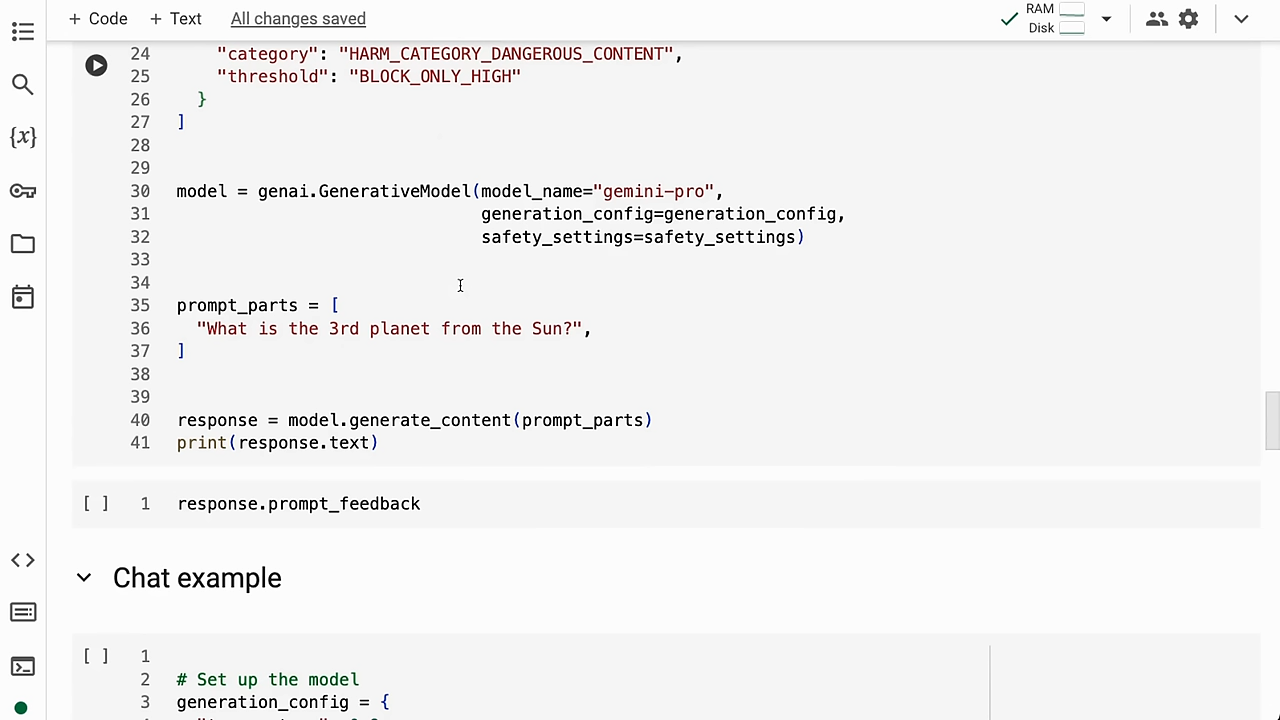 + Code + Text All changes saved RAM
Disk
24 "category": "HARM_CATEGORY_DANGEROUS_CONTENT",
25 "threshold": "BLOCK_ONLY_HIGH"
26 }
27 ]
28
29
30 model = genai.GenerativeModel(model_name="gemini-pro",
31 generation_config=generation_config,
32 safety_settings=safety_settings)
33
34
35 prompt_parts = [
36 "What is the 3rd planet from the Sun?",
37 ]
38
39
40 response = model.generate_content(prompt_parts)
41 print(response.text)
[ ] 1 response.prompt_feedback
Chat example
[ ] 1
2 # Set up the model
3 generation_config = {